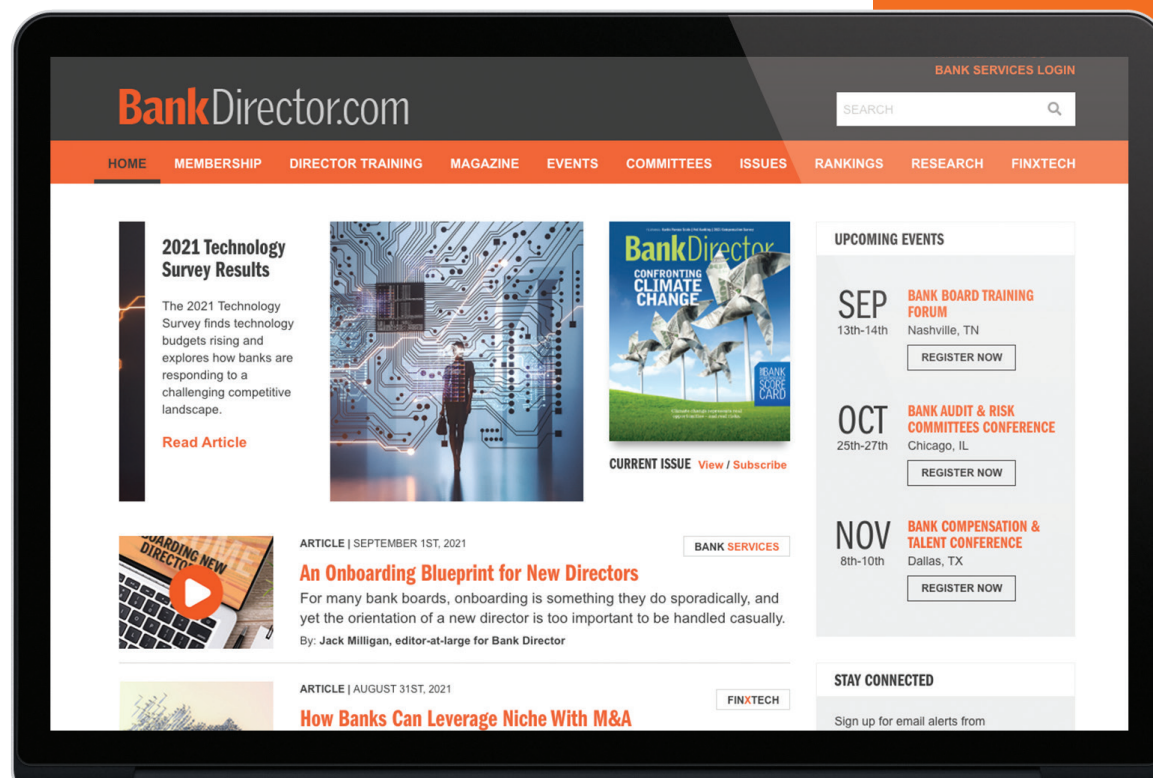 BANK SERVICES LOGIN
BankDirector.com
SEARCH
HOME MEMBERSHIP DIRECTOR TRAINING MAGAZINE EVENTS COMMITTEES ISSUES RANKINGS RESEARCH FINXTECH
2021 Technology
Survey Results
The 2021 Technology
Survey finds technology
budgets rising and
explores how banks are
responding to a
challenging competitive
landscape.
Read Article
BankDirector
CONFRONTING
CLIMATE
CHANGE
BANK
SCORE
CARD
CURRENT ISSUE View / Subscribe
UPCOMING EVENTS
SEP
13th-14th
BANK BOARD TRAINING
FORUM
Nashville, TN
REGISTER NOW
OCT
25th-27th
BANK AUDIT & RISK
COMMITTEES CONFERENCE
Chicago, IL
REGISTER NOW
NOV
8th-10th
BANK COMPENSATION &
TALENT CONFERENCE
Dallas, TX
REGISTER NOW
ARTICLE | SEPTEMBER 1ST, 2021
BANK SERVICES
An Onboarding Blueprint for New Directors
For many bank boards, onboarding is something they do sporadically, and
yet the orientation of a new director is too important to be handled casually.
By: Jack Milligan, editor-at-large for Bank Director
ARTICLE | AUGUST 31ST, 2021
FINXTECH
How Banks Can Leverage Niche With M&A
STAY CONNECTED
Sign up for email alerts from